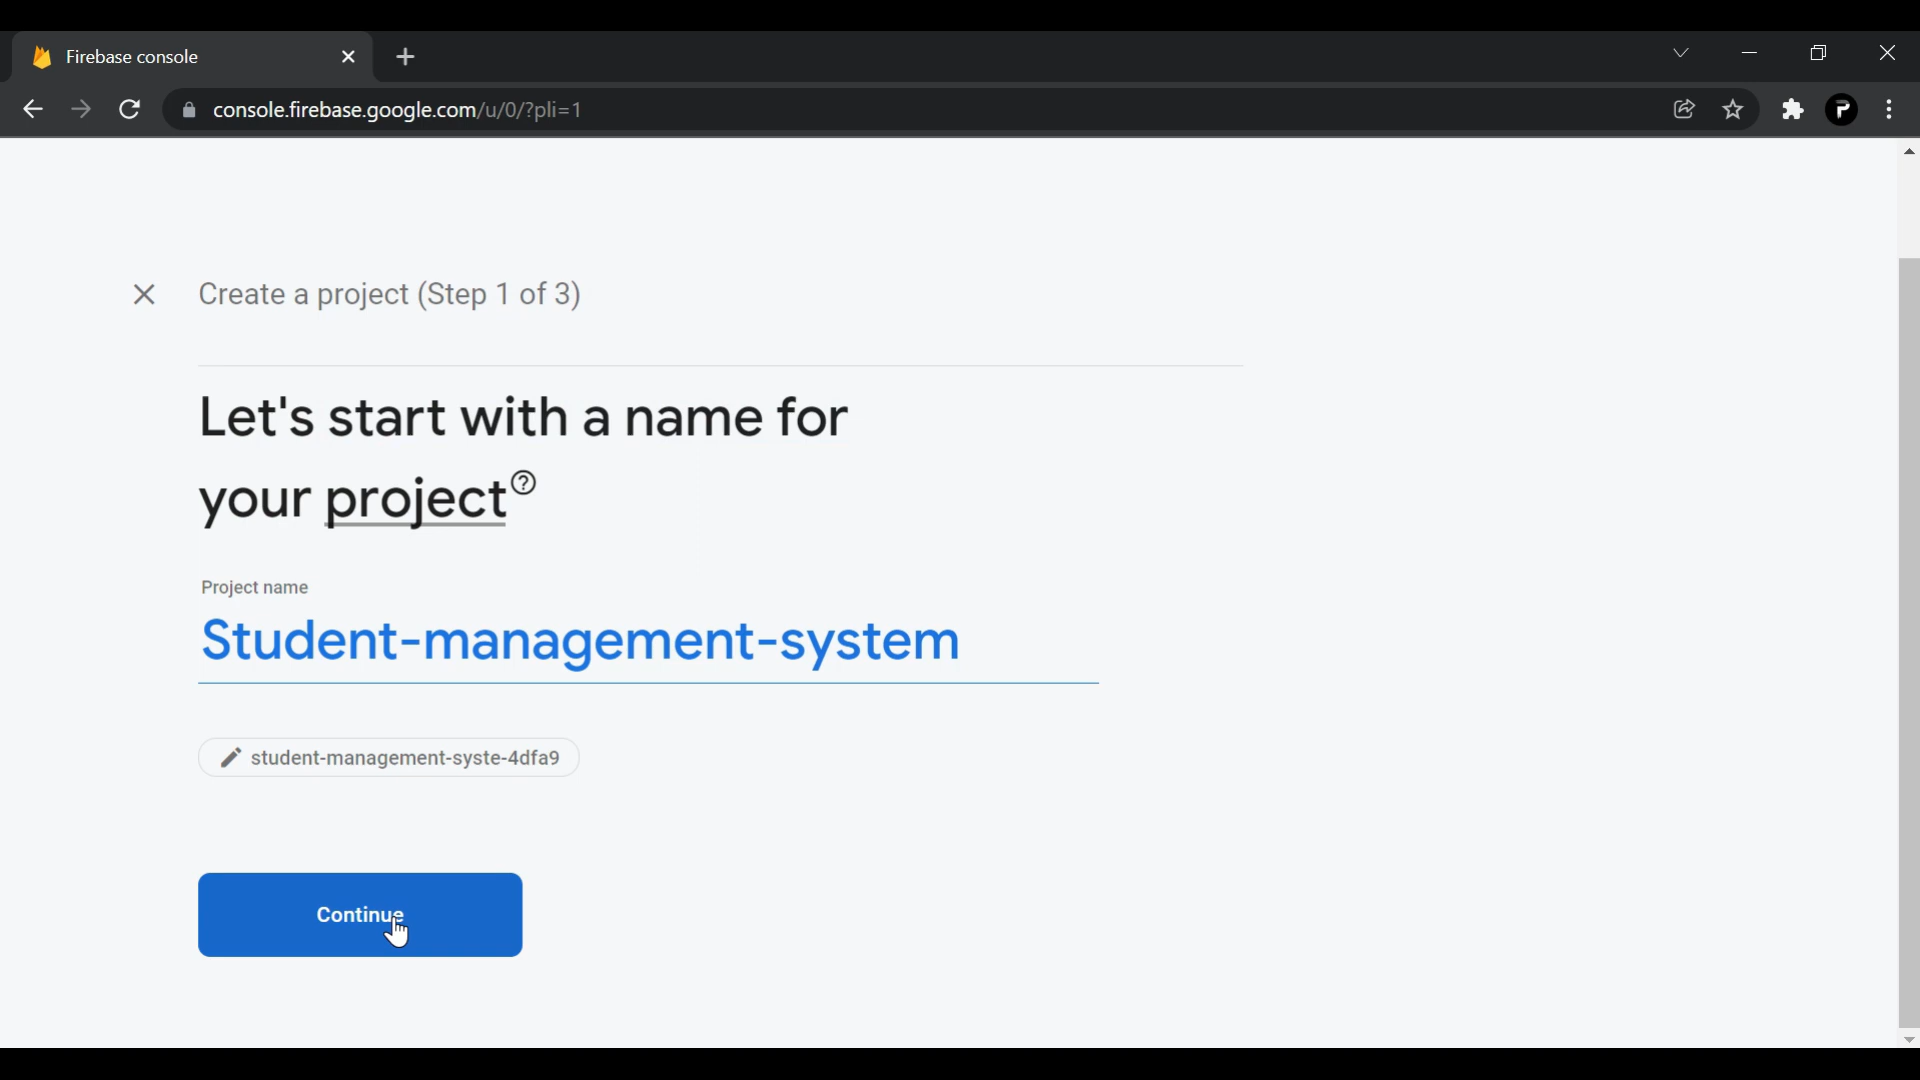 Firebase console
console.firebase.google.com/u/0/?pli=1
Create a project (Step 1 of 3)
Let's start with a name for
your project
Project name
Student-management-system
student-management-syste-4dfa9
Continue